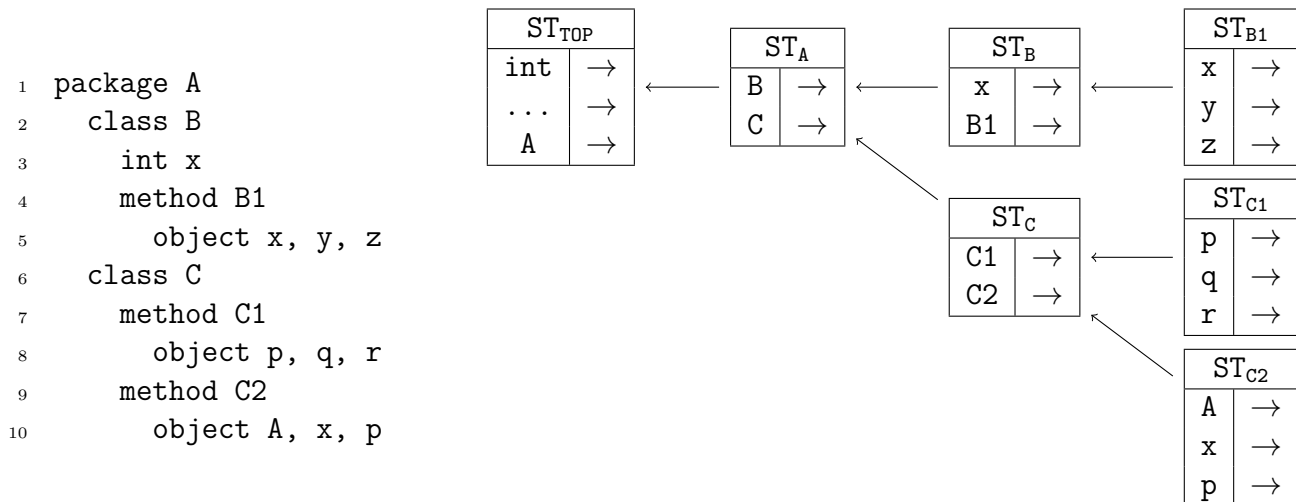 1 package A
2 class B
3 int x
4 method B1
5 object x, y, z
6 class C
7 method C1
8 object p, q, r
9 method C2
10 object A, x, p
ST_TOP
int →
... →
A →
ST_A
B →
C →
ST_B
x →
B1 →
ST_B1
x →
y →
z →
ST_C
C1 →
C2 →
ST_C1
p →
q →
r →
ST_C2
A →
x →
p →